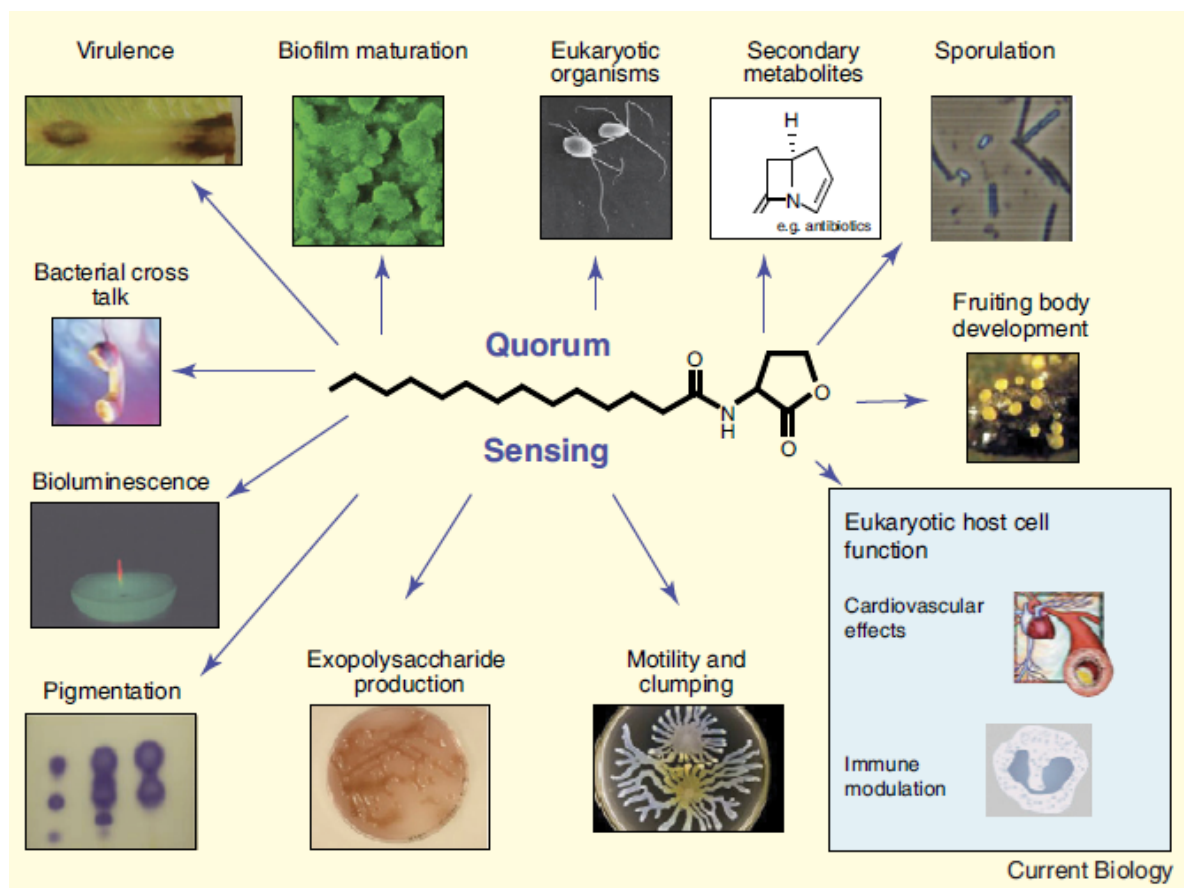 Virulence
Biofilm maturation
Eukaryotic
organisms
Secondary
metabolites
Sporulation
H
N
e.g. antibiotics
Bacterial cross
talk
Fruiting body
development
Quorum
O
O
N
H
O
Sensing
Bioluminescence
Eukaryotic host cell
function
Cardiovascular
effects
Exopolysaccharide
production
Motility and
clumping
Pigmentation
Immune
modulation
Current Biology